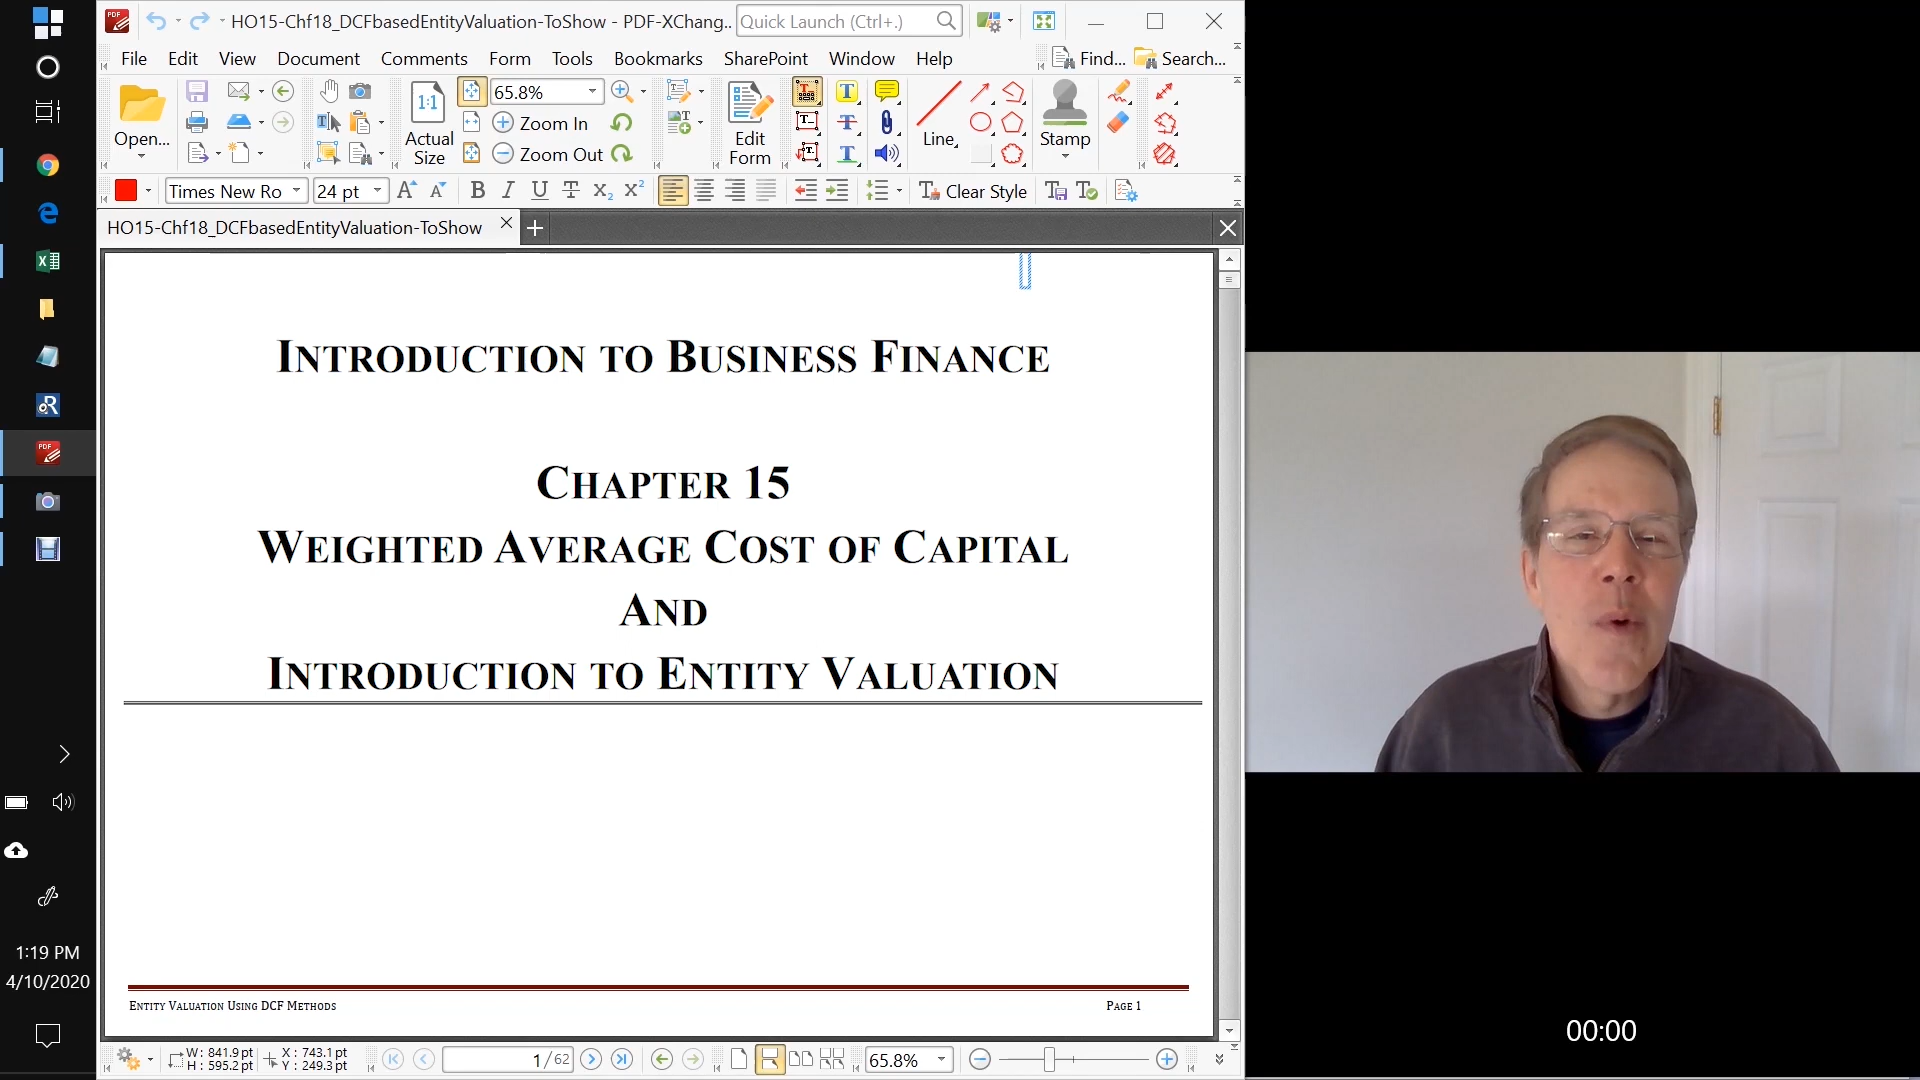 HO15-Chf18_DCFbasedEntityValuation-ToShow - PDF-XChang..
Quick Launch (Ctrl+.)
File Edit View Document Comments Form Tools Bookmarks SharePoint Window Help
Find... Search...
Open...
1:1
Actual Size
65.8%
Zoom In
Zoom Out
Edit Form
Line
Stamp
Times New Ro
24 pt
Clear Style
HO15-Chf18_DCFbasedEntityValuation-ToShow
INTRODUCTION TO BUSINESS FINANCE
CHAPTER 15
WEIGHTED AVERAGE COST OF CAPITAL
AND
INTRODUCTION TO ENTITY VALUATION
ENTITY VALUATION USING DCF METHODS PAGE 1
W: 841.9 pt
H: 595.2 pt
X: 743.1 pt
Y: 249.3 pt
1 / 62
65.8%
1:19 PM
4/10/2020
00:00